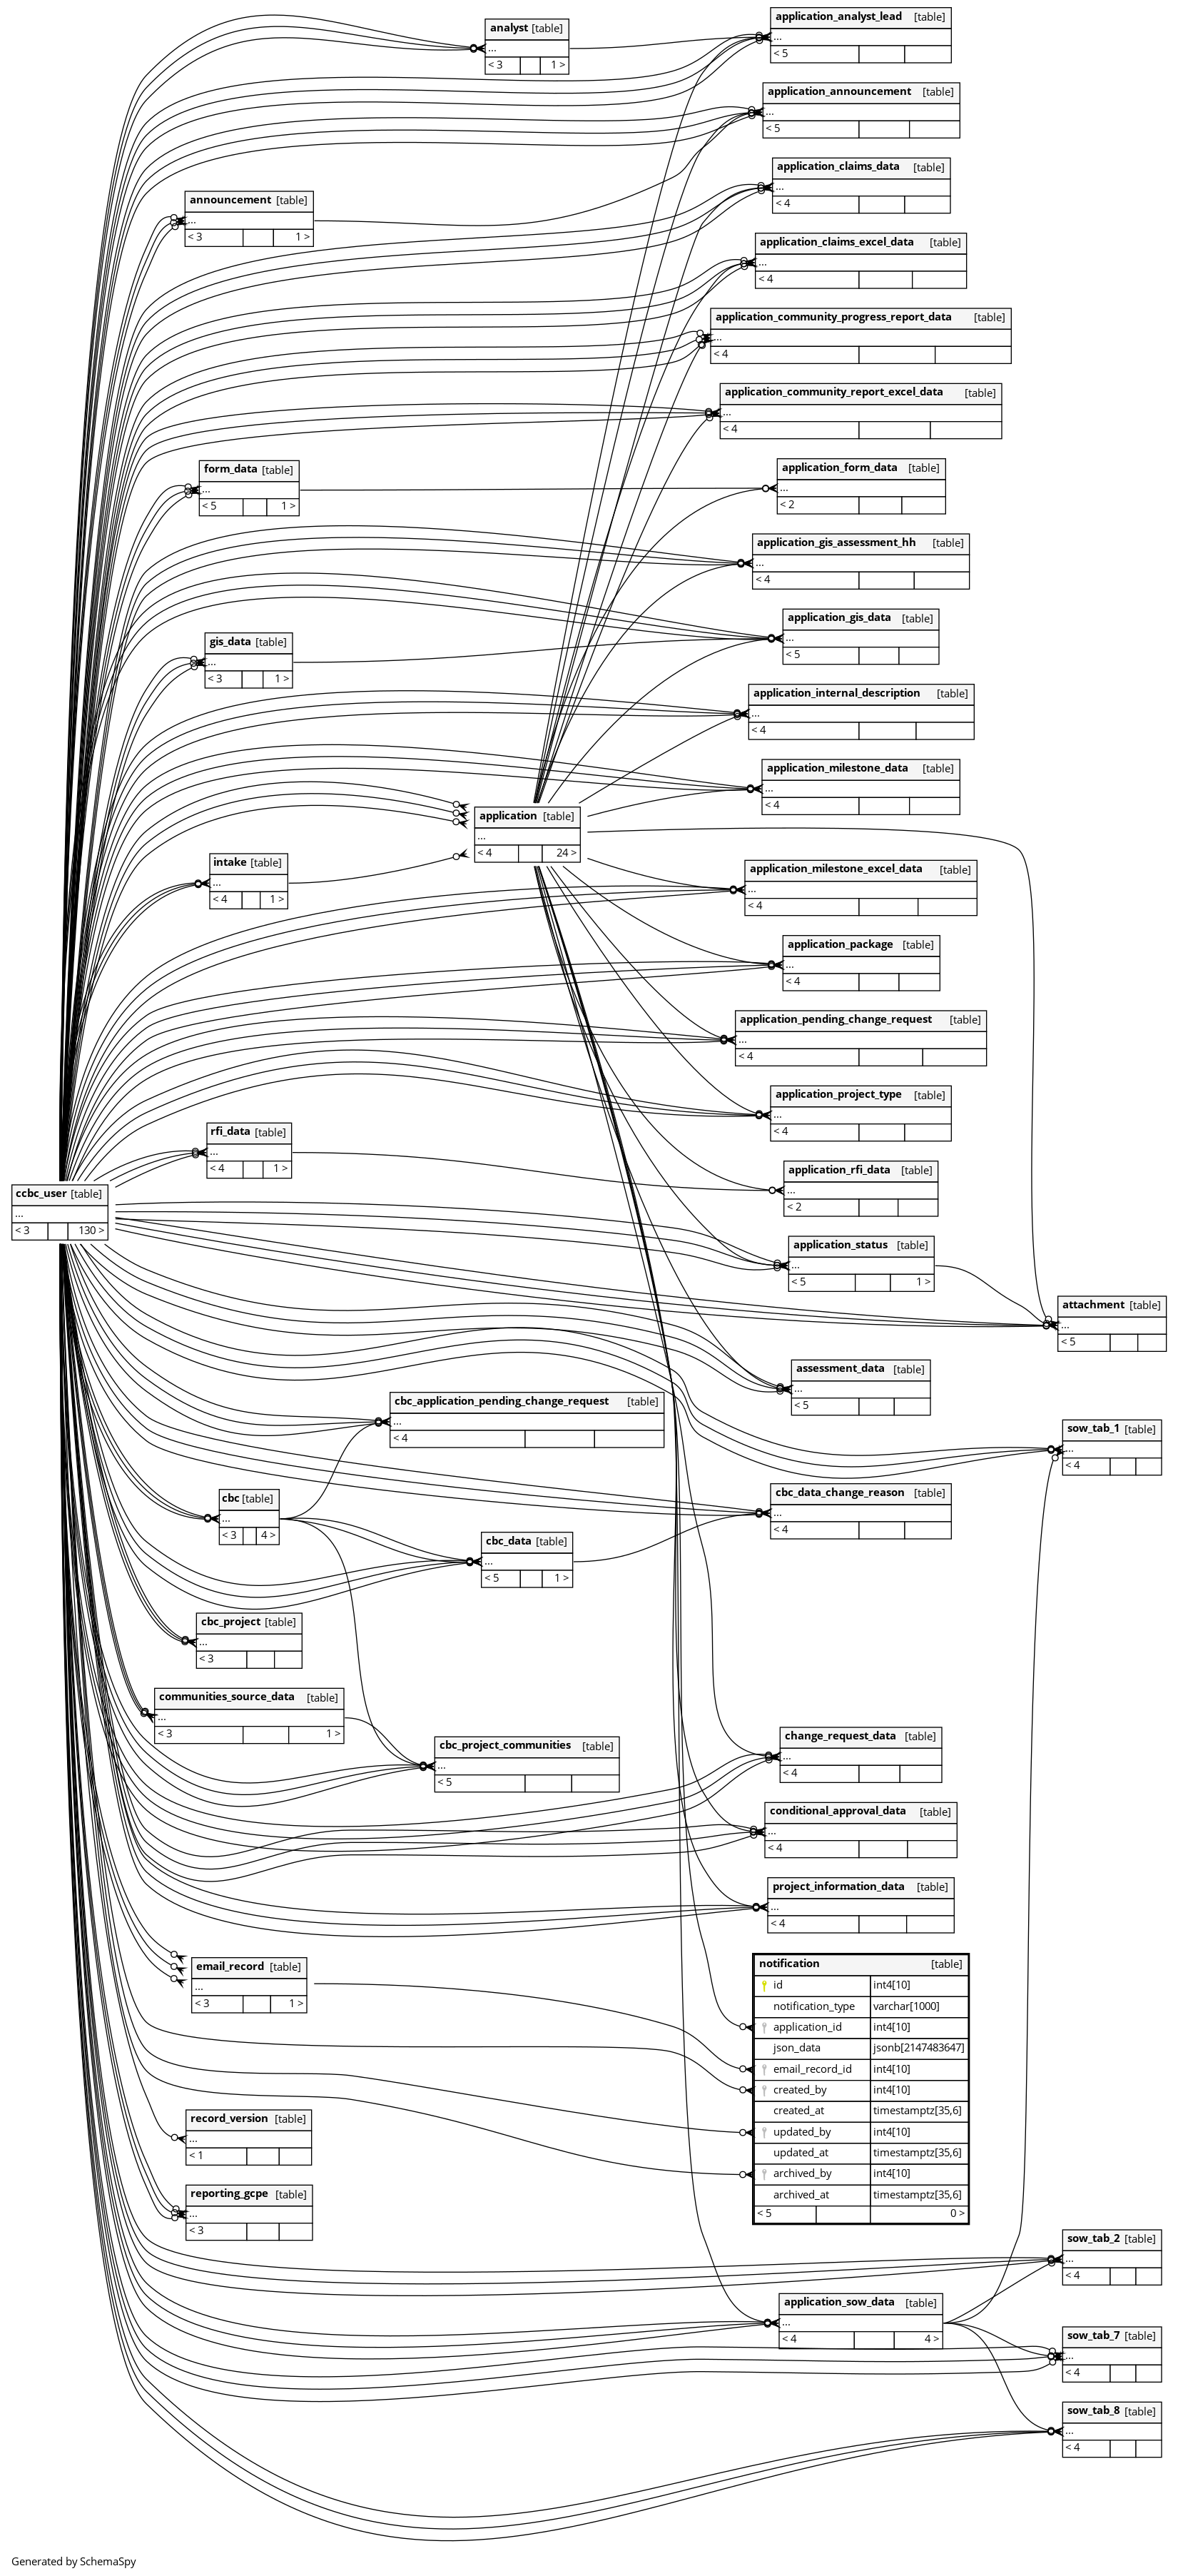 analyst [table]
...
< 3 1 >
application_analyst_lead [table]
...
< 5
application_announcement [table]
...
< 5
application_claims_data [table]
...
< 4
announcement [table]
...
< 3 1 >
application_claims_excel_data [table]
...
< 4
application_community_progress_report_data [table]
...
< 4
application_community_report_excel_data [table]
...
< 4
form_data [table]
...
< 5 1 >
application_form_data [table]
...
< 2
application_gis_assessment_hh [table]
...
< 4
application_gis_data [table]
...
< 5
gis_data [table]
...
< 3 1 >
application_internal_description [table]
...
< 4
application_milestone_data [table]
...
< 4
application [table]
...
< 4 24 >
intake [table]
...
< 4 1 >
application_milestone_excel_data [table]
...
< 4
application_package [table]
...
< 4
application_pending_change_request [table]
...
< 4
application_project_type [table]
...
< 4
rfi_data [table]
...
< 4 1 >
application_rfi_data [table]
...
< 2
ccbc_user [table]
...
< 3 130 >
application_status [table]
...
< 5 1 >
attachment [table]
...
< 5
assessment_data [table]
...
< 5
cbc_application_pending_change_request [table]
...
< 4
sow_tab_1 [table]
...
< 4
cbc [table]
...
< 3 4 >
cbc_data_change_reason [table]
...
< 4
cbc_data [table]
...
< 5 1 >
cbc_project [table]
...
< 3
communities_source_data [table]
...
< 3 1 >
cbc_project_communities [table]
...
< 5
change_request_data [table]
...
< 4
conditional_approval_data [table]
...
< 4
project_information_data [table]
...
< 4
email_record [table]
...
< 3 1 >
notification [table]
id int4[10]
notification_type varchar[1000]
application_id int4[10]
json_data jsonb[2147483647]
email_record_id int4[10]
created_by int4[10]
created_at timestamptz[35,6]
updated_by int4[10]
updated_at timestamptz[35,6]
archived_by int4[10]
archived_at timestamptz[35,6]
< 5 0 >
record_version [table]
...
< 1
reporting_gcpe [table]
...
< 3
sow_tab_2 [table]
...
< 4
application_sow_data [table]
...
< 4 4 >
sow_tab_7 [table]
...
< 4
sow_tab_8 [table]
...
< 4
Generated by SchemaSpy